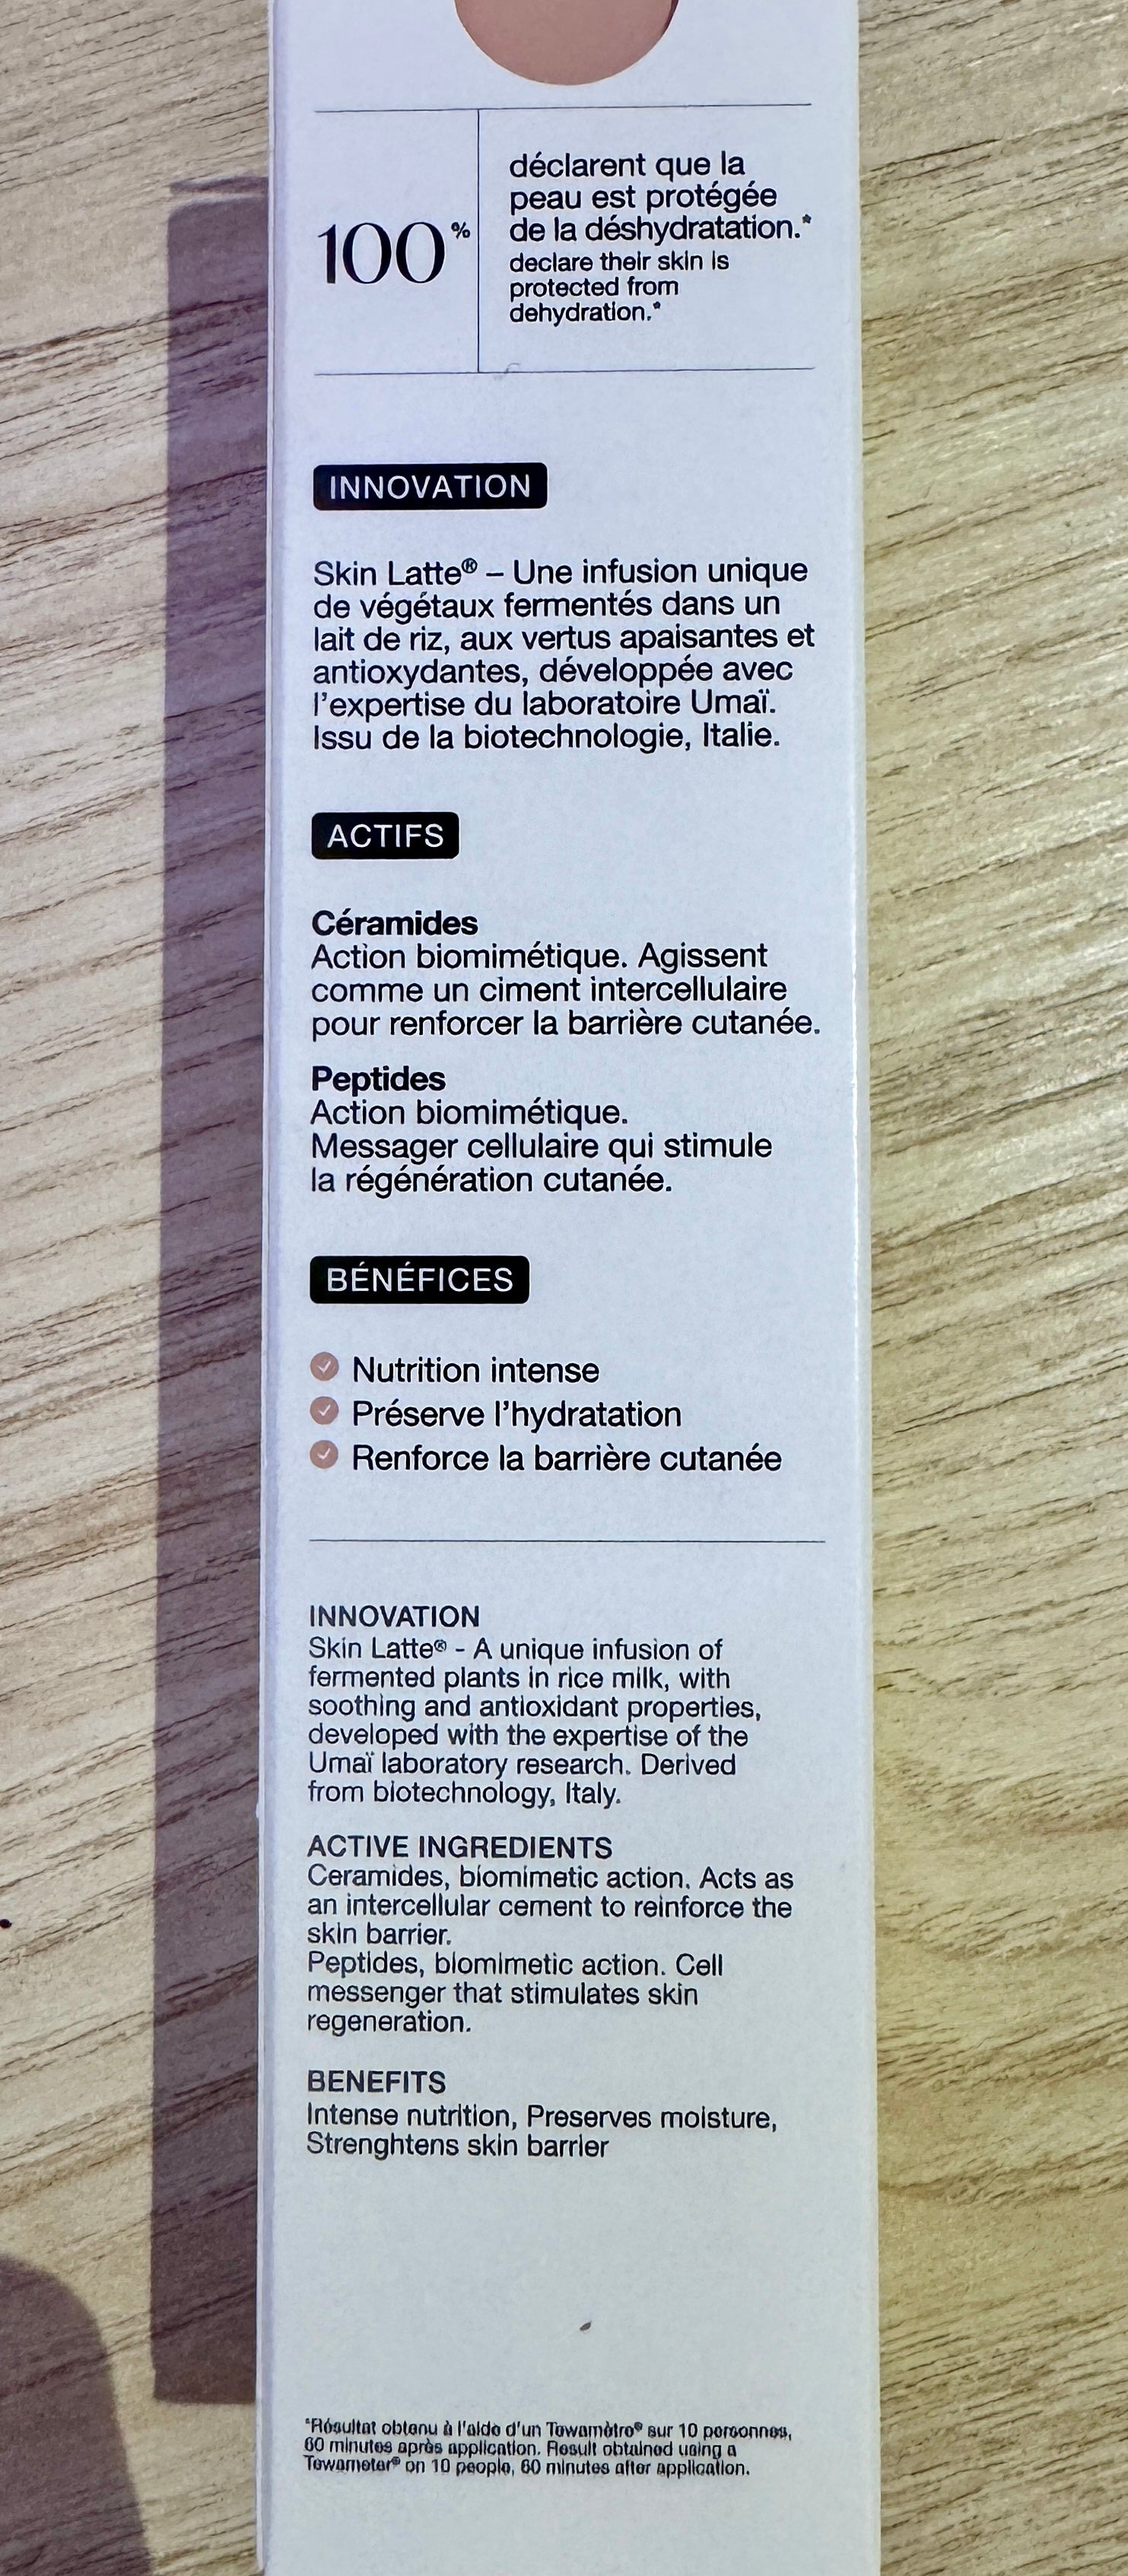 100%
déclarent que la
peau est protégée
de la déshydratation.*
declare their skin is
protected from
dehydration.*
INNOVATION
Skin Latte® – Une infusion unique
de végétaux fermentés dans un
lait de riz, aux vertus apaisantes et
antioxydantes, développée avec
l’expertise du laboratoire Umaï.
Issu de la biotechnologie, Italie.
ACTIFS
Céramides
Action biomimétique. Agissent
comme un ciment intercellulaire
pour renforcer la barrière cutanée.
Peptides
Action biomimétique.
Messager cellulaire qui stimule
la régénération cutanée.
BÉNÉFICES
Nutrition intense
Préserve l’hydratation
Renforce la barrière cutanée
INNOVATION
Skin Latte® - A unique infusion of
fermented plants in rice milk, with
soothing and antioxidant properties,
developed with the expertise of the
Umaï laboratory research. Derived
from biotechnology, Italy.
ACTIVE INGREDIENTS
Ceramides, biomimetic action. Acts as
an intercellular cement to reinforce the
skin barrier.
Peptides, biomimetic action. Cell
messenger that stimulates skin
regeneration.
BENEFITS
Intense nutrition, Preserves moisture,
Strenghtens skin barrier
*Résultat obtenu à l’aide d’un Tewamètre® sur 10 personnes,
60 minutes après application. Result obtained using a
Tewameter® on 10 people, 60 minutes after application.